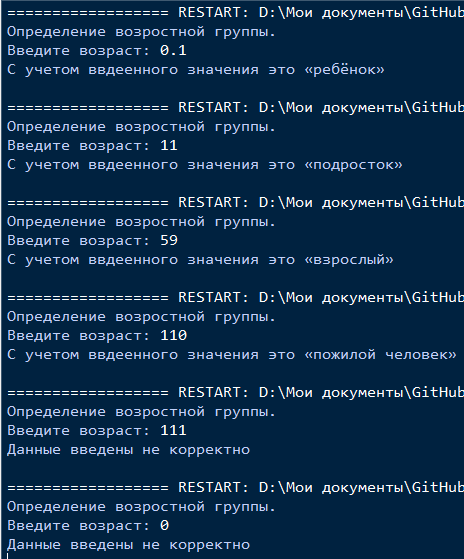 ================== RESTART: D:\Мои документы\GitHub
Определение возростной группы.
Введите возраст: 0.1
С учетом ввдеенного значения это «ребёнок»
================== RESTART: D:\Мои документы\GitHub
Определение возростной группы.
Введите возраст: 11
С учетом ввдеенного значения это «подросток»
================== RESTART: D:\Мои документы\GitHub
Определение возростной группы.
Введите возраст: 59
С учетом ввдеенного значения это «взрослый»
================== RESTART: D:\Мои документы\GitHub
Определение возростной группы.
Введите возраст: 110
С учетом ввдеенного значения это «пожилой человек»
================== RESTART: D:\Мои документы\GitHub
Определение возростной группы.
Введите возраст: 111
Данные введены не корректно
================== RESTART: D:\Мои документы\GitHub
Определение возростной группы.
Введите возраст: 0
Данные введены не корректно